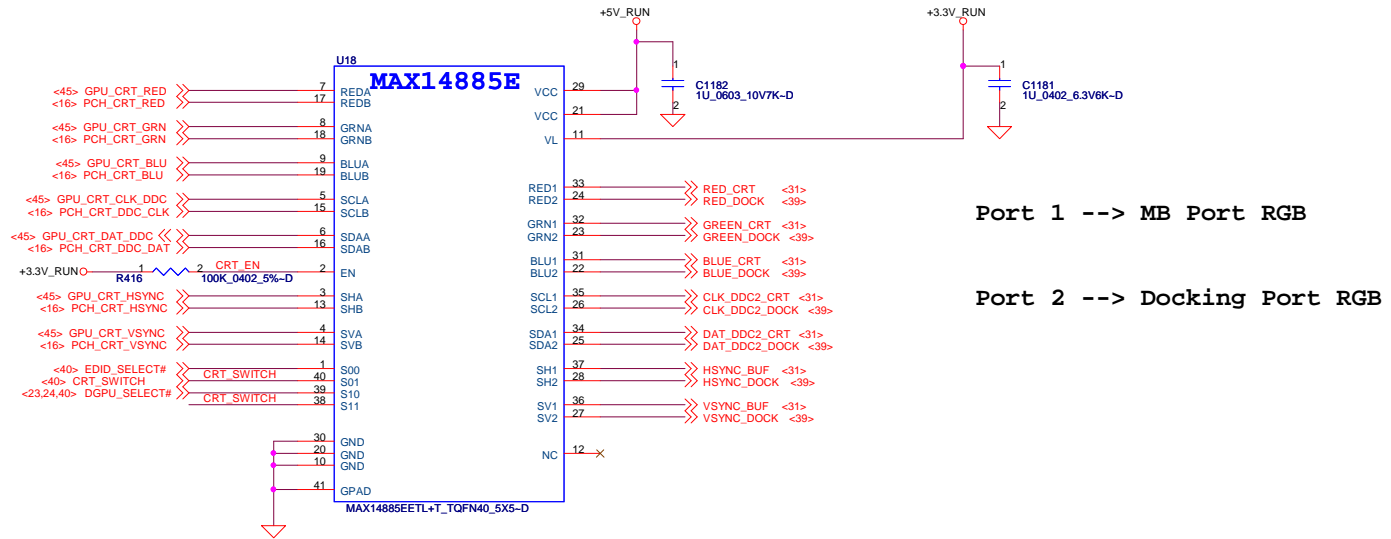 +5V_RUN
+3.3V_RUN
U18
MAX14885E
1
C1182
1U_0603_10V7K~D
2
1
C1181
1U_0402_6.3V6K~D
2
<45> GPU_CRT_RED 7 REDA
<16> PCH_CRT_RED 17 REDB
<45> GPU_CRT_GRN 8 GRNA
<16> PCH_CRT_GRN 18 GRNB
<45> GPU_CRT_BLU 9 BLUA
<16> PCH_CRT_BLU 19 BLUB
<45> GPU_CRT_CLK_DDC 5 SCLA
<16> PCH_CRT_DDC_CLK 15 SCLB
<45> GPU_CRT_DAT_DDC 6 SDAA
<16> PCH_CRT_DDC_DAT 16 SDAB
+3.3V_RUN 1 2 CRT_EN 2 EN
R416 100K_0402_5%~D
<45> GPU_CRT_HSYNC 3 SHA
<16> PCH_CRT_HSYNC 13 SHB
<45> GPU_CRT_VSYNC 4 SVA
<16> PCH_CRT_VSYNC 14 SVB
<40> EDID_SELECT# 1 S00
<40> CRT_SWITCH CRT_SWITCH 40 S01
<23,24,40> DGPU_SELECT# 39 S10
CRT_SWITCH 38 S11
30 GND
20 GND
10 GND
41 GPAD
VCC 29
VCC 21
VL 11
RED1 33 RED_CRT <31>
RED2 24 RED_DOCK <39>
GRN1 32 GREEN_CRT <31>
GRN2 23 GREEN_DOCK <39>
BLU1 31 BLUE_CRT <31>
BLU2 22 BLUE_DOCK <39>
SCL1 35 CLK_DDC2_CRT <31>
SCL2 26 CLK_DDC2_DOCK <39>
SDA1 34 DAT_DDC2_CRT <31>
SDA2 25 DAT_DDC2_DOCK <39>
SH1 37 HSYNC_BUF <31>
SH2 28 HSYNC_DOCK <39>
SV1 36 VSYNC_BUF <31>
SV2 27 VSYNC_DOCK <39>
NC 12
MAX14885EETL+T_TQFN40_5X5~D
Port 1 --> MB Port RGB
Port 2 --> Docking Port RGB